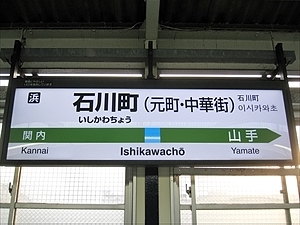 浜
石川町(元町・中華街)
いしかわちょう
石川町
이시카와초
関内
山手
Kannai
Ishikawachō
Yamate